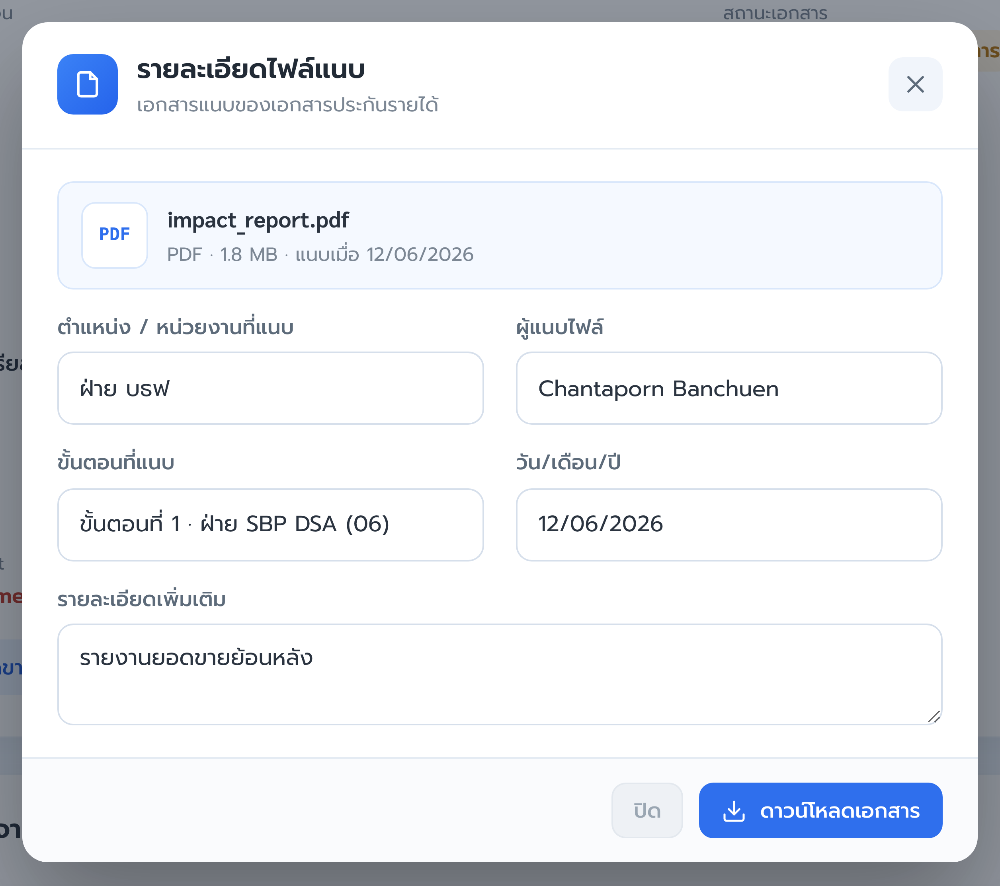 สถานะเอกสาร
รายละเอียดไฟล์แนบ
เอกสารแนบของเอกสารประกันรายได้
PDF
impact_report.pdf
PDF · 1.8 MB · แนบเมื่อ 12/06/2026
ตำแหน่ง / หน่วยงานที่แนบ
ผู้แนบไฟล์
ฝ่าย บธฟ
Chantaporn Banchuen
ขั้นตอนที่แนบ
วัน/เดือน/ปี
ขั้นตอนที่ 1 · ฝ่าย SBP DSA (06)
12/06/2026
รายละเอียดเพิ่มเติม
รายงานยอดขายย้อนหลัง
ปิด
ดาวน์โหลดเอกสาร